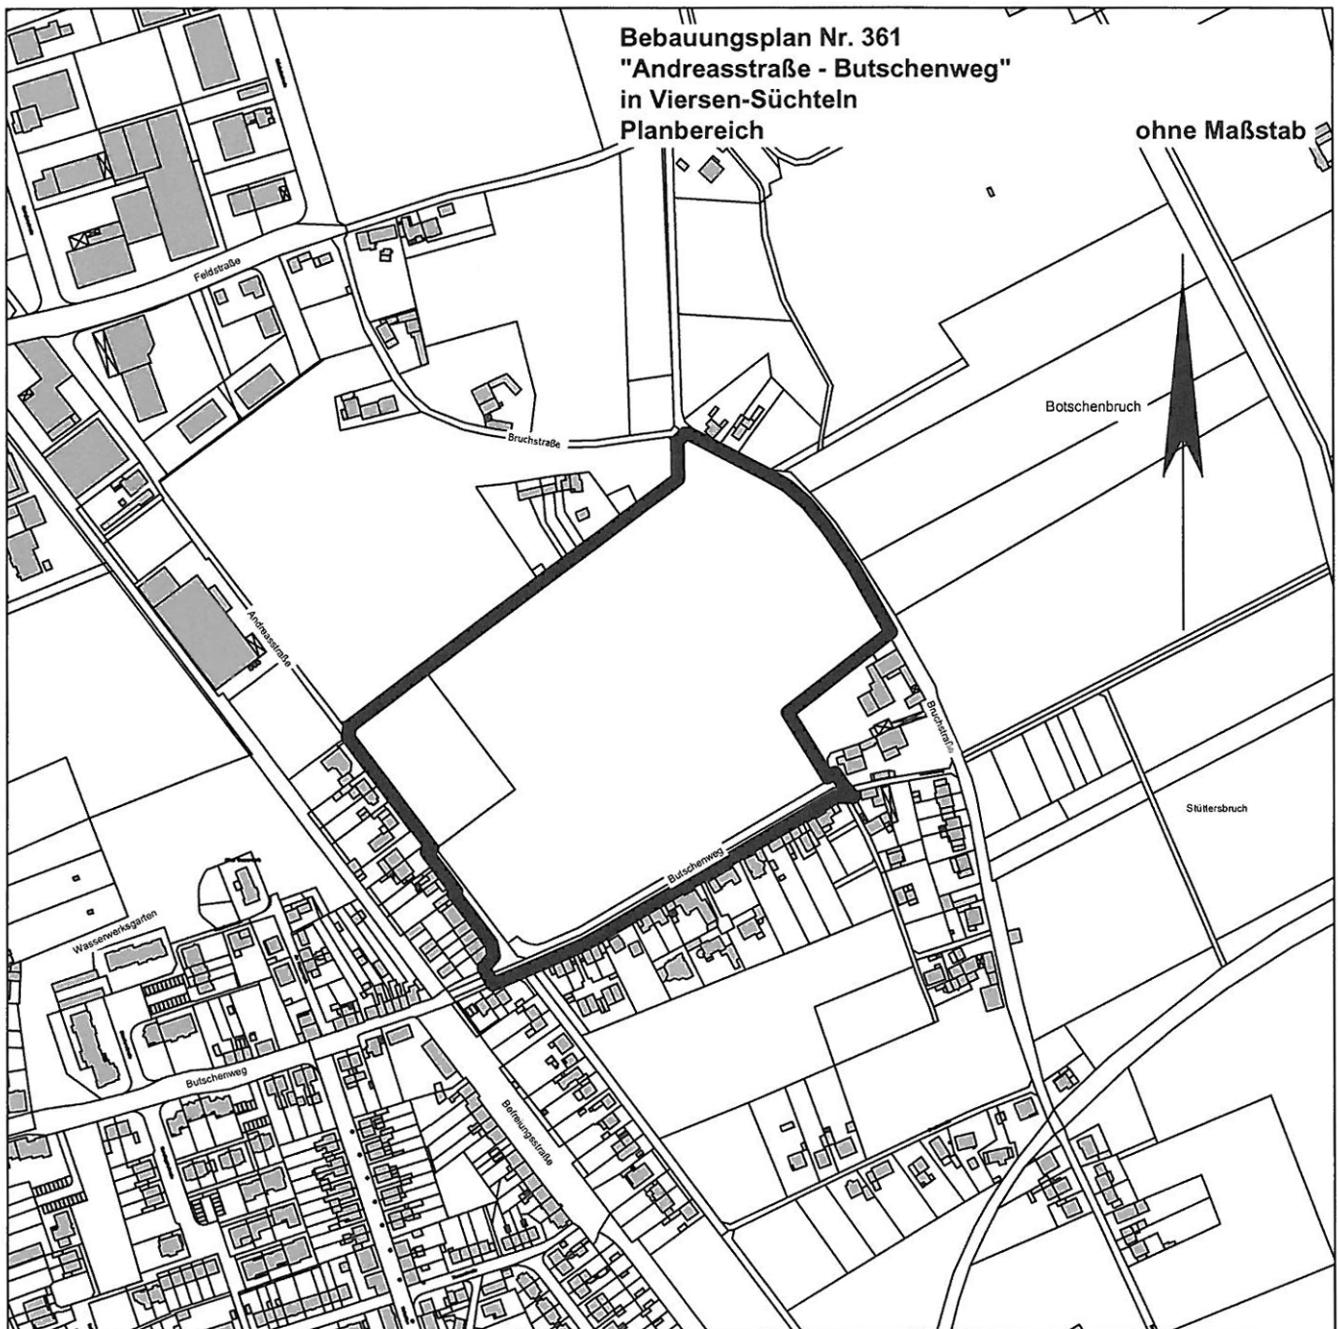 Bebauungsplan Nr. 361
"Andreasstraße - Butschenweg"
in Viersen-Süchteln
Planbereich
ohne Maßstab
Feldstraße
Botschenbruch
Bruchstraße
Andreasstraße
Bruchstraße
Stüttersbruch
Butschenweg
Wasserwerksgarten
Butschenweg
Befreiungsstraße